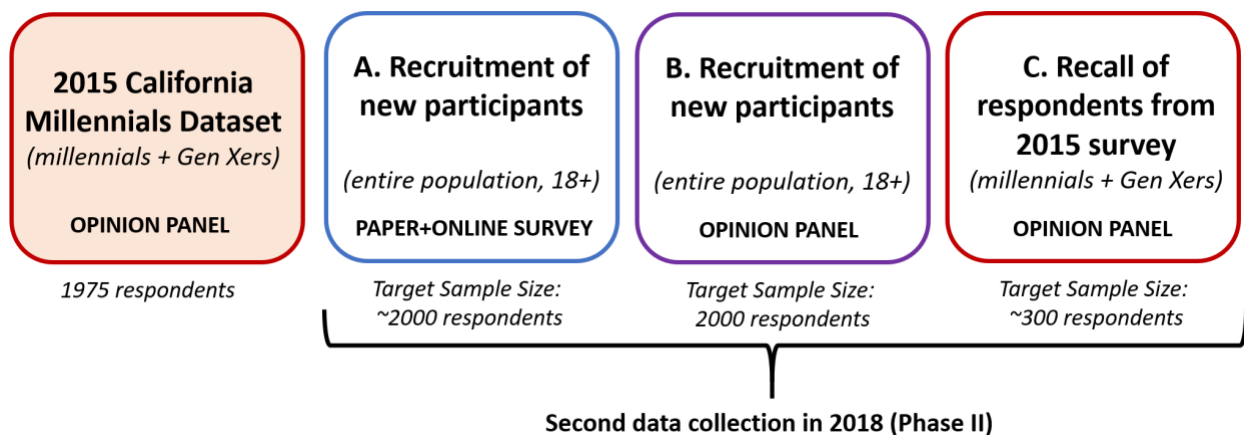 2015 California
Millennials Dataset
(millennials + Gen Xers)
OPINION PANEL
1975 respondents
A. Recruitment of
new participants
(entire population, 18+)
PAPER+ONLINE SURVEY
Target Sample Size:
~2000 respondents
B. Recruitment of
new participants
(entire population, 18+)
OPINION PANEL
Target Sample Size:
2000 respondents
C. Recall of
respondents from
2015 survey
(millennials + Gen Xers)
OPINION PANEL
Target Sample Size:
~300 respondents
Second data collection in 2018 (Phase II)